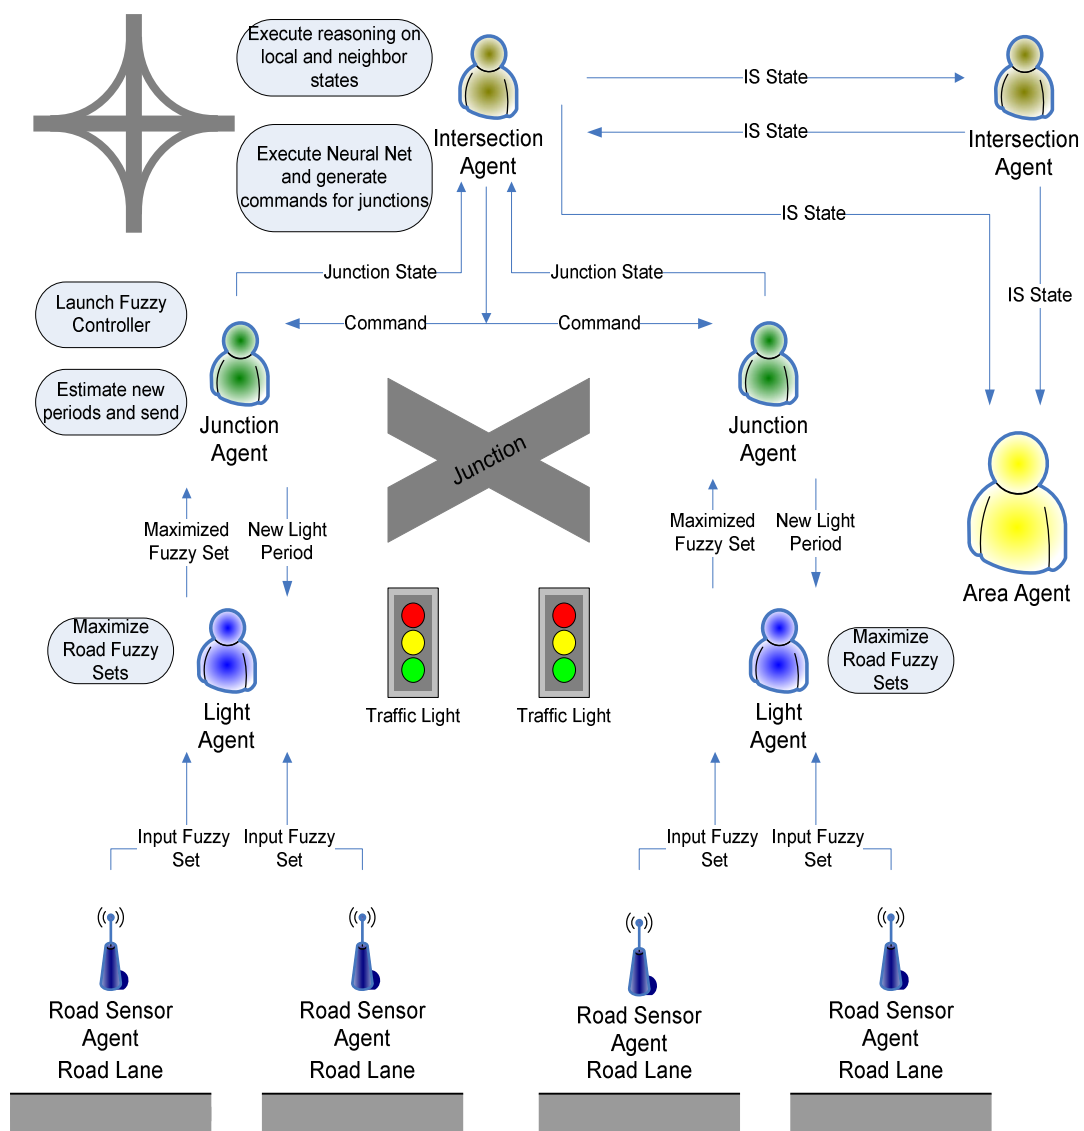 Execute reasoning on
local and neighbor
states
Execute Neural Net
and generate
commands for junctions
Intersection
Agent
IS State
IS State
Intersection
Agent
IS State
IS State
Junction State
Junction State
Launch Fuzzy
Controller
Command
Command
Estimate new
periods and send
Junction
Agent
Junction
Junction
Agent
Maximized
Fuzzy Set
New Light
Period
Maximized
Fuzzy Set
New Light
Period
Area Agent
Maximize
Road Fuzzy
Sets
Maximize
Road Fuzzy
Sets
Light
Agent
Traffic Light
Traffic Light
Light
Agent
Input Fuzzy
Set
Input Fuzzy
Set
Input Fuzzy
Set
Input Fuzzy
Set
Road Sensor
Agent
Road Lane
Road Sensor
Agent
Road Lane
Road Sensor
Agent
Road Lane
Road Sensor
Agent
Road Lane